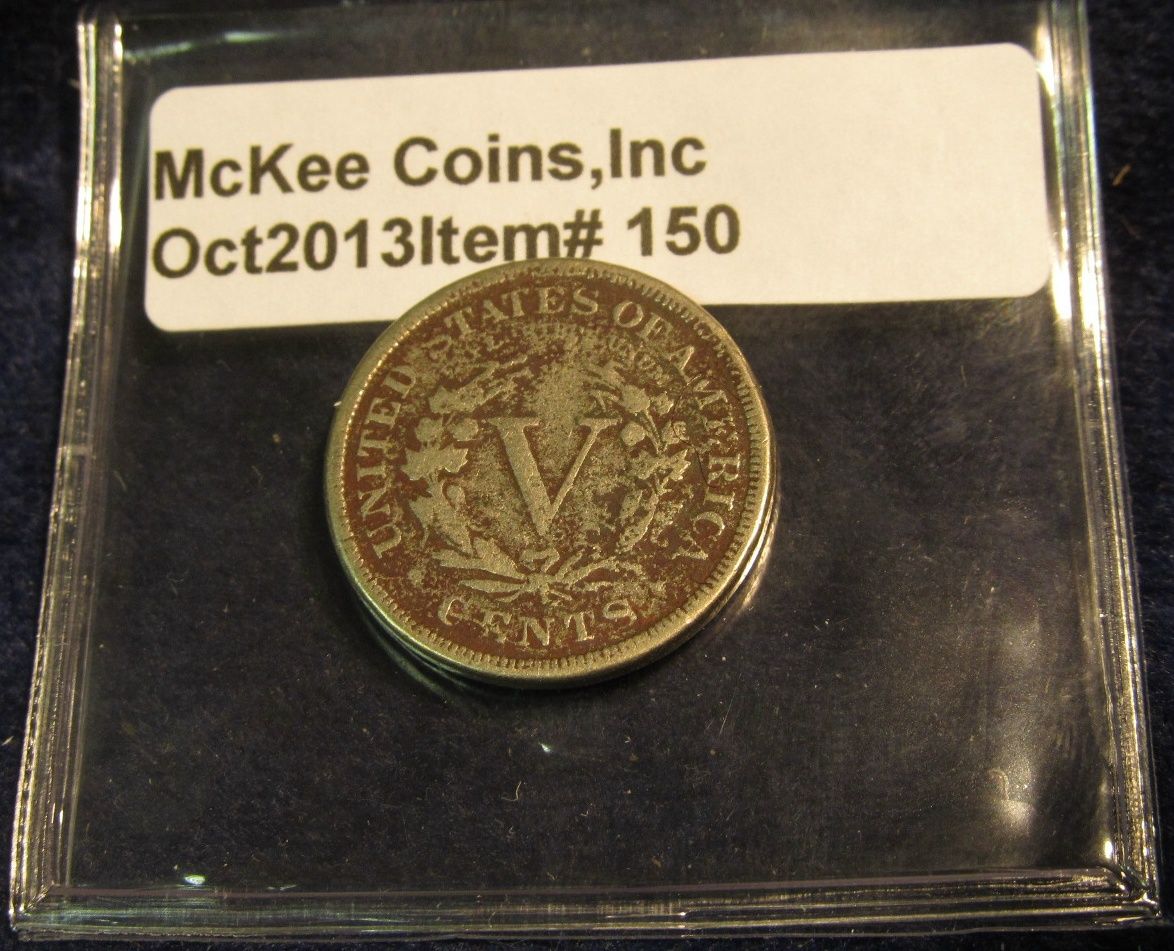 McKee Coins,Inc
Oct2013Item# 150
UNITED STATES OF AMERICA
V
CENTS